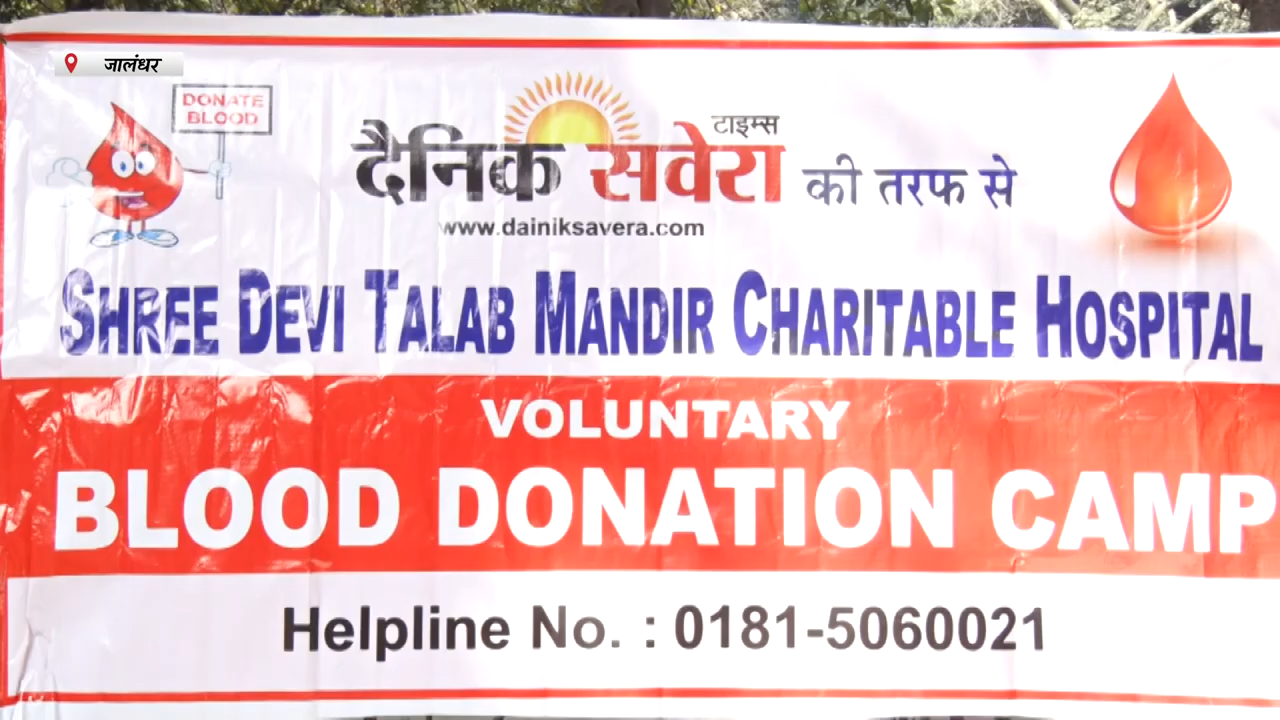 जालंधर
DONATE
BLOOD
दैनिक सवेरा टाइम्स की तरफ से
www.dainiksavera.com
SHREE DEVI TALAB MANDIR CHARITABLE HOSPITAL
VOLUNTARY
BLOOD DONATION CAMP
Helpline No. : 0181-5060021